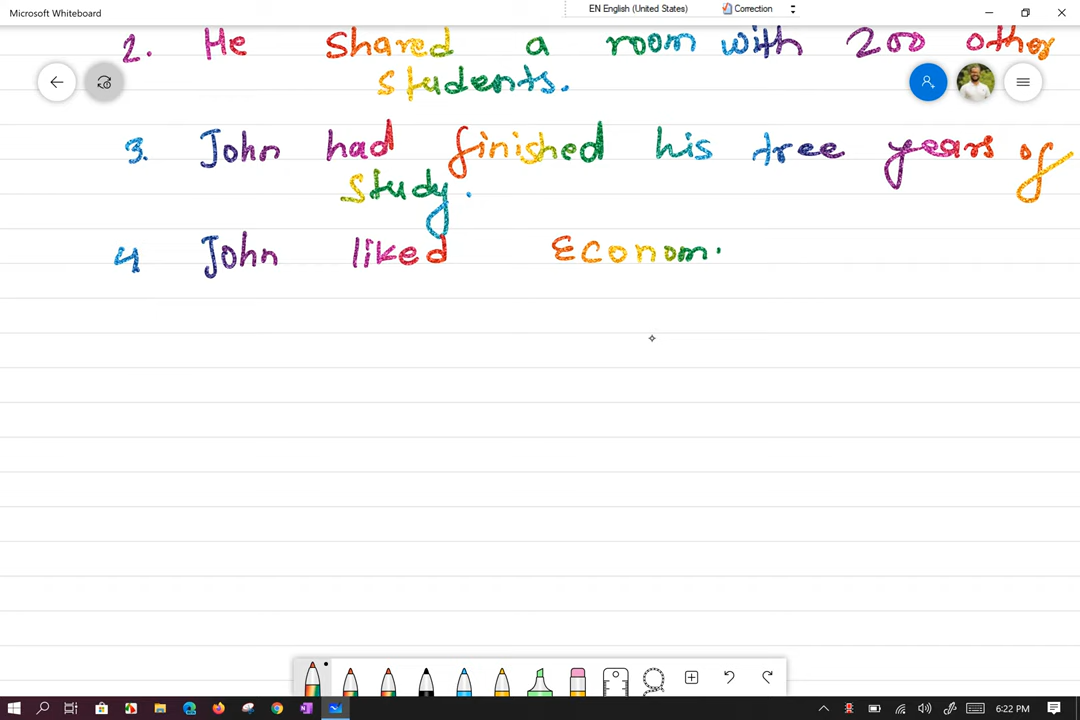 Microsoft Whiteboard
EN English (United States) Correction
2. He shared a room with 200 other
students.
3. John had finished his tree years of
study.
4 John liked Econom.
6:22 PM